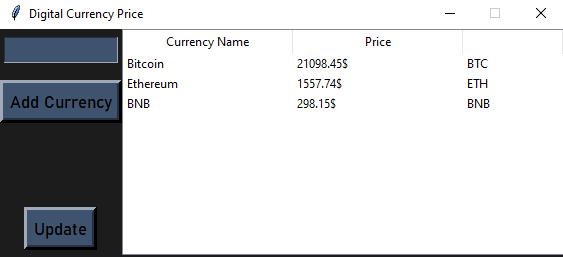 Digital Currency Price
Add Currency
Update
Currency Name Price
Bitcoin 21098.45$ BTC
Ethereum 1557.74$ ETH
BNB 298.15$ BNB